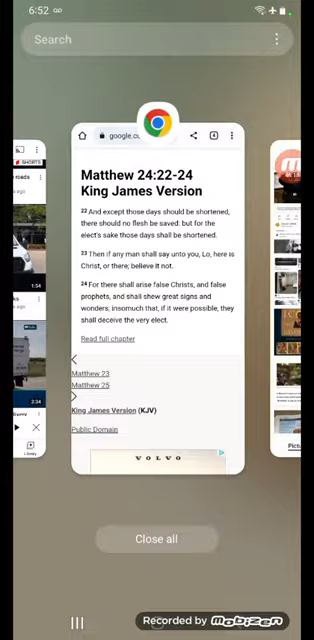 6:52
Search
google.c
4
Matthew 24:22-24
King James Version
22 And except those days should be shortened,
there should no flesh be saved: but for the
elect's sake those days shall be shortened.
23 Then if any man shall say unto you, Lo, here is
Christ, or there; believe it not.
24 For there shall arise false Christs, and false
prophets, and shall shew great signs and
wonders; insomuch that, if it were possible, they
shall deceive the very elect.
Read full chapter
Matthew 23
Matthew 25
King James Version (KJV)
Public Domain
VOLVO
SHORTS
roads
1:54
3:34
Library
Pictu
Close all
Recorded by Mobizen